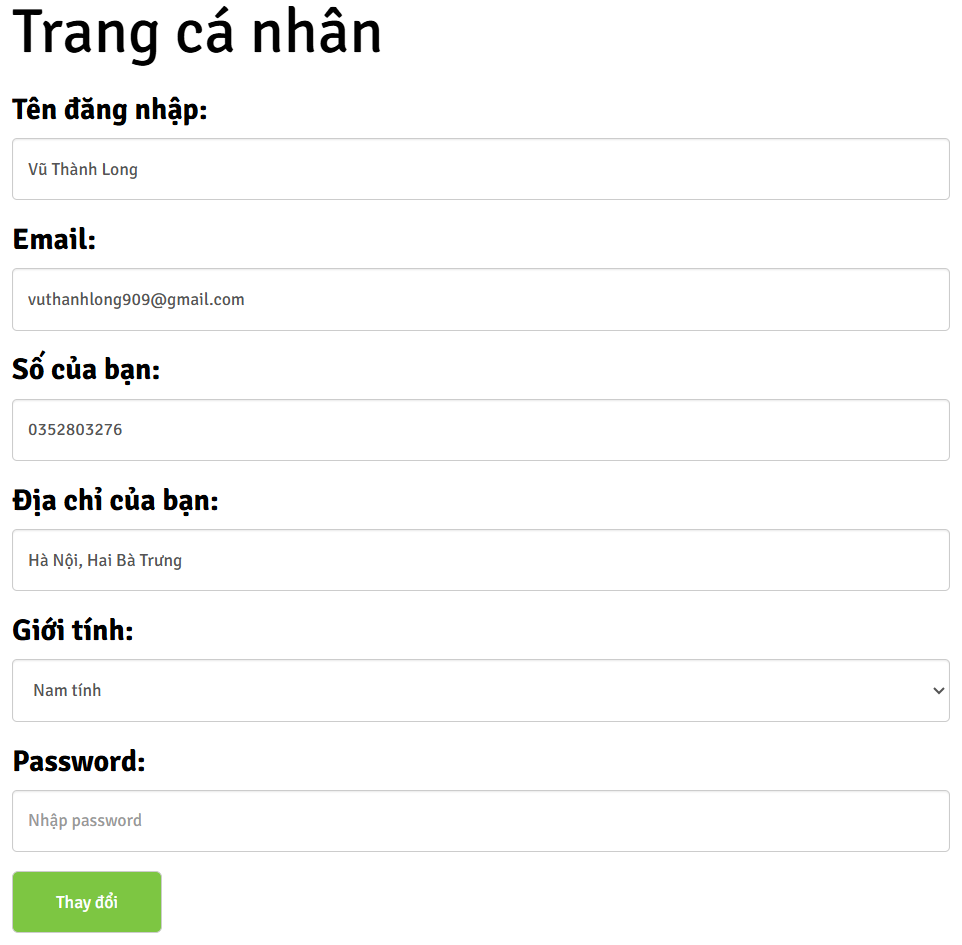 Trang cá nhân
Tên đăng nhập:
Vũ Thành Long
Email:
vuthanhlong909@gmail.com
Số của bạn:
0352803276
Địa chỉ của bạn:
Hà Nội, Hai Bà Trưng
Giới tính:
Nam tính
Password:
Nhập password
Thay đổi